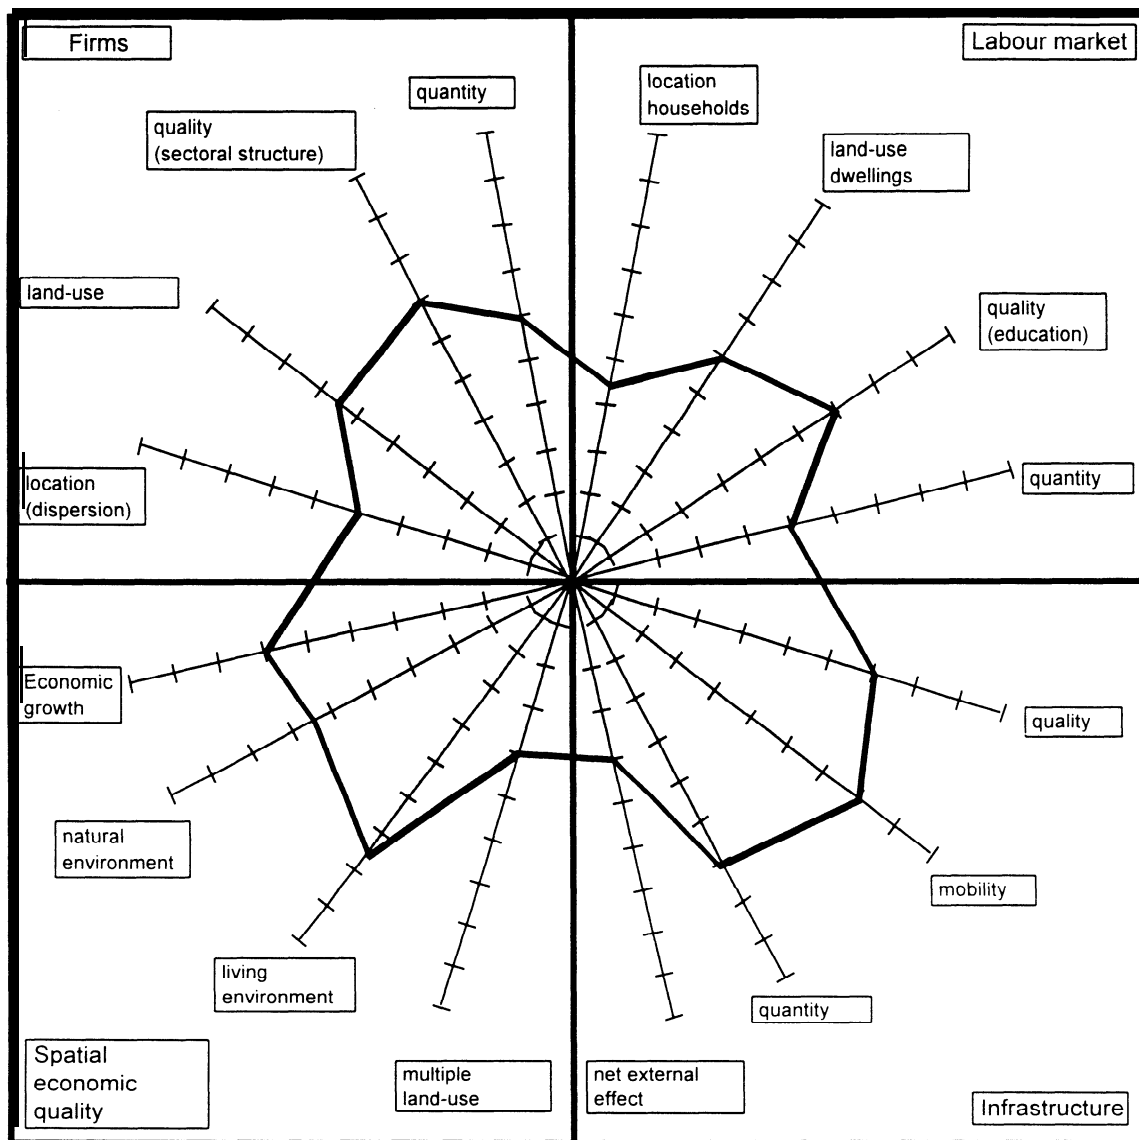 Firms
Labour market
quantity
location
households
quality
(sectoral structure)
land-use
dwellings
land-use
quality
(education)
location
(dispersion)
quantity
Economic
growth
quality
natural
environment
mobility
living
environment
quantity
Spatial
economic
quality
multiple
land-use
net external
effect
Infrastructure